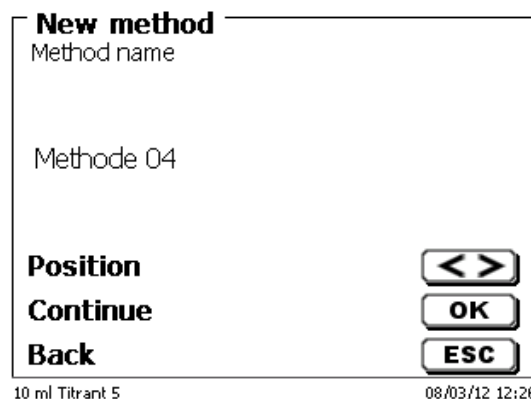 New method
Method name
Methode 04
Position < >
Continue OK
Back ESC
10 ml Titrant 5 08/03/12 12:26